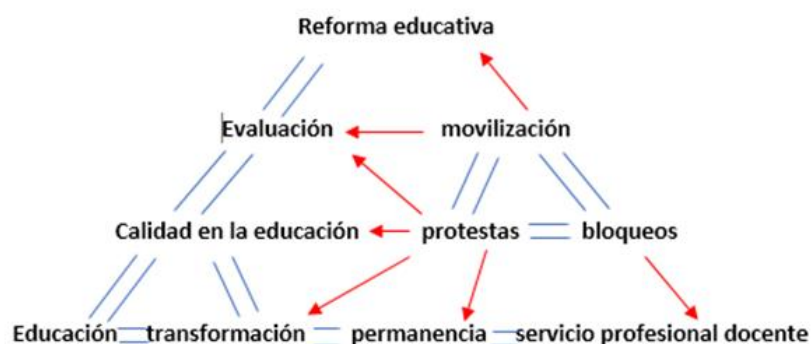 Reforma educativa
Evaluación movilización
Calidad en la educación protestas bloqueos
Educación transformación permanencia servicio profesional docente